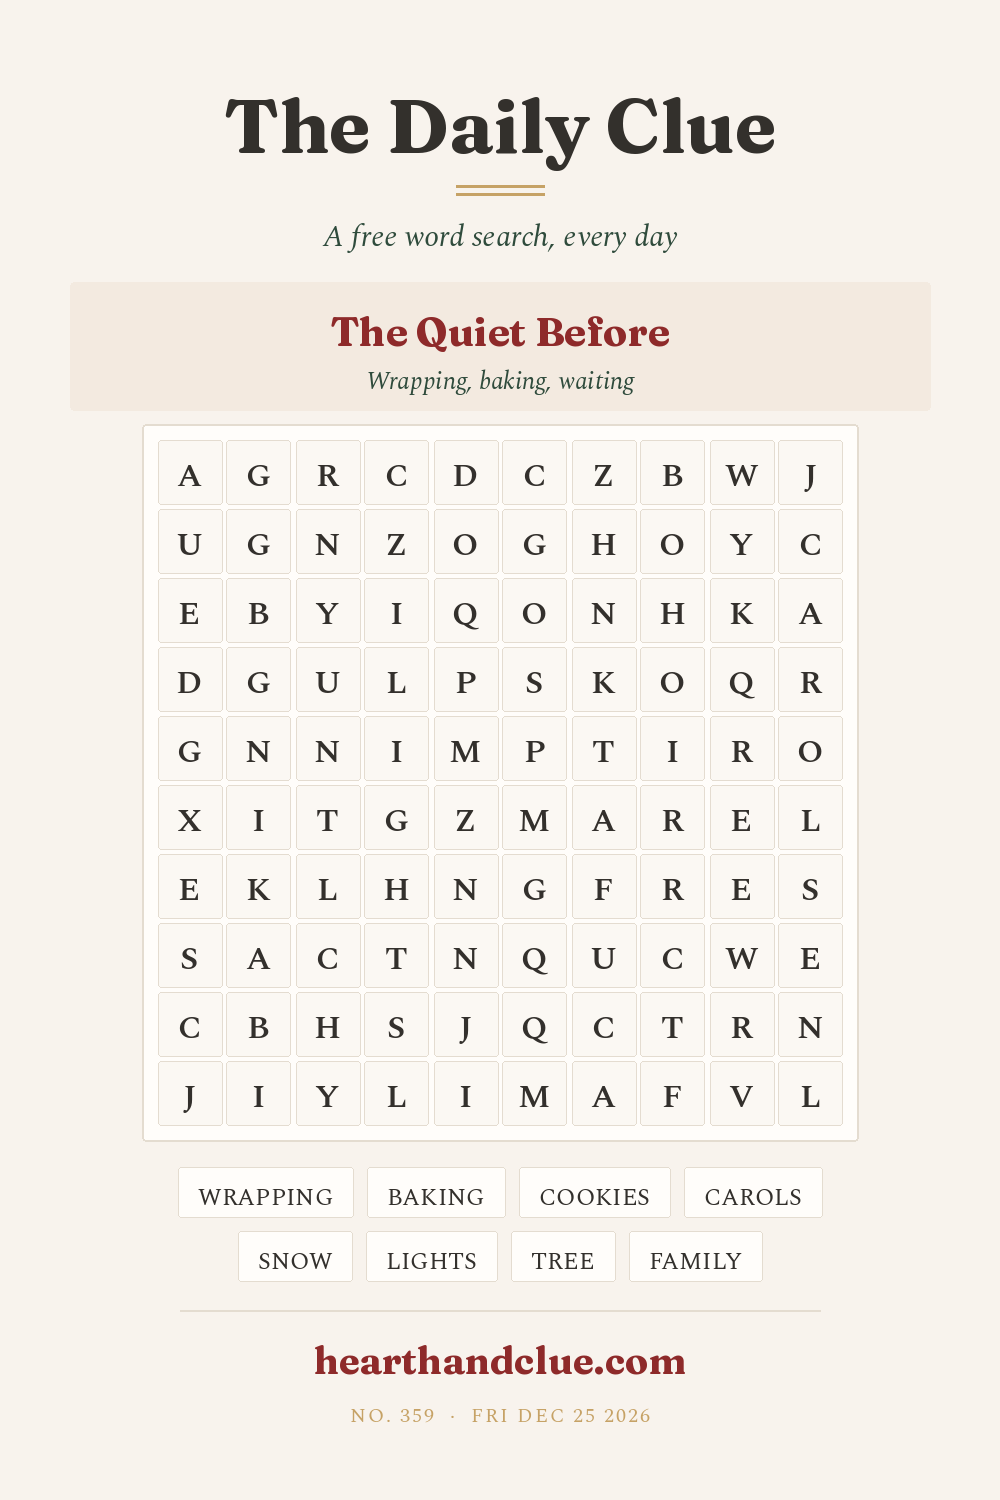 The Daily Clue
A free word search, every day
The Quiet Before
Wrapping, baking, waiting
A G R C D C Z B W J
U G N Z O G H O Y C
E B Y I Q O N H K A
D G U L P S K O Q R
G N N I M P T I R O
X I T G Z M A R E L
E K L H N G F R E S
S A C T N Q U C W E
C B H S J Q C T R N
J I Y L I M A F V L
WRAPPING BAKING COOKIES CAROLS
SNOW LIGHTS TREE FAMILY
hearthandclue.com
NO. 359 · FRI DEC 25 2026